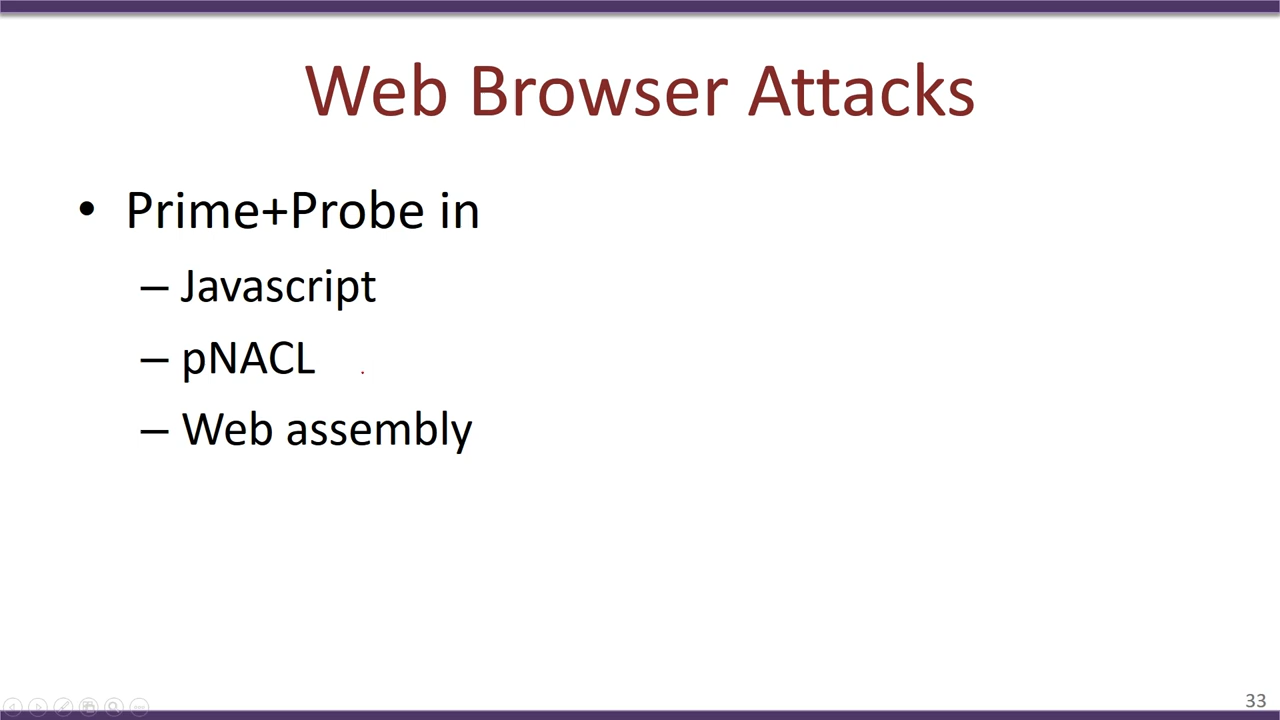 Web Browser Attacks
• Prime+Probe in
– Javascript
– pNACL
– Web assembly
33